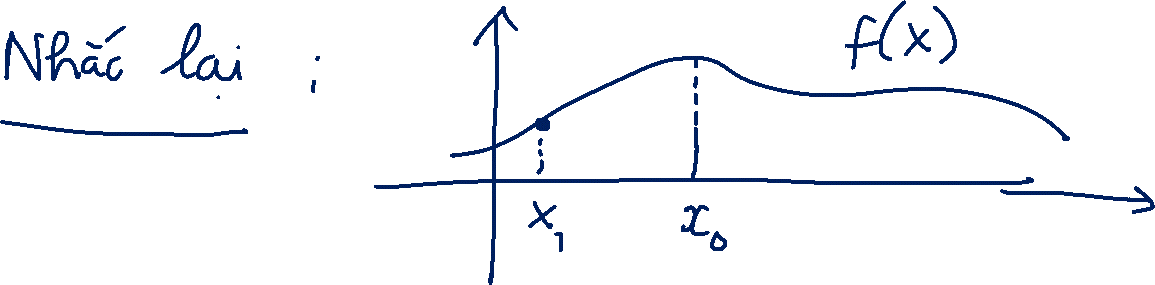 Nhắc lại :
f(x)
x₁
x₀